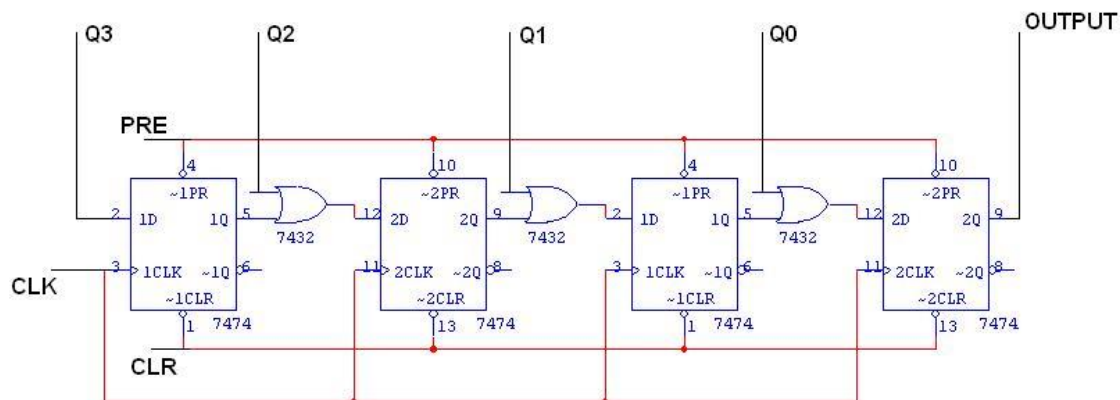 Q3 Q2 Q1 Q0 OUTPUT
PRE
4 10 4 10
~1PR ~2PR ~1PR ~2PR
2 1D 1Q 5 12 2D 2Q 9 2 1D 1Q 5 12 2D 2Q 9
7432 7432 7432
3 1CLK ~1Q 6 11 2CLK ~2Q 8 3 1CLK ~1Q 6 11 2CLK ~2Q 8
CLK
~1CLR ~2CLR ~1CLR ~2CLR
1 7474 13 7474 1 7474 13 7474
CLR